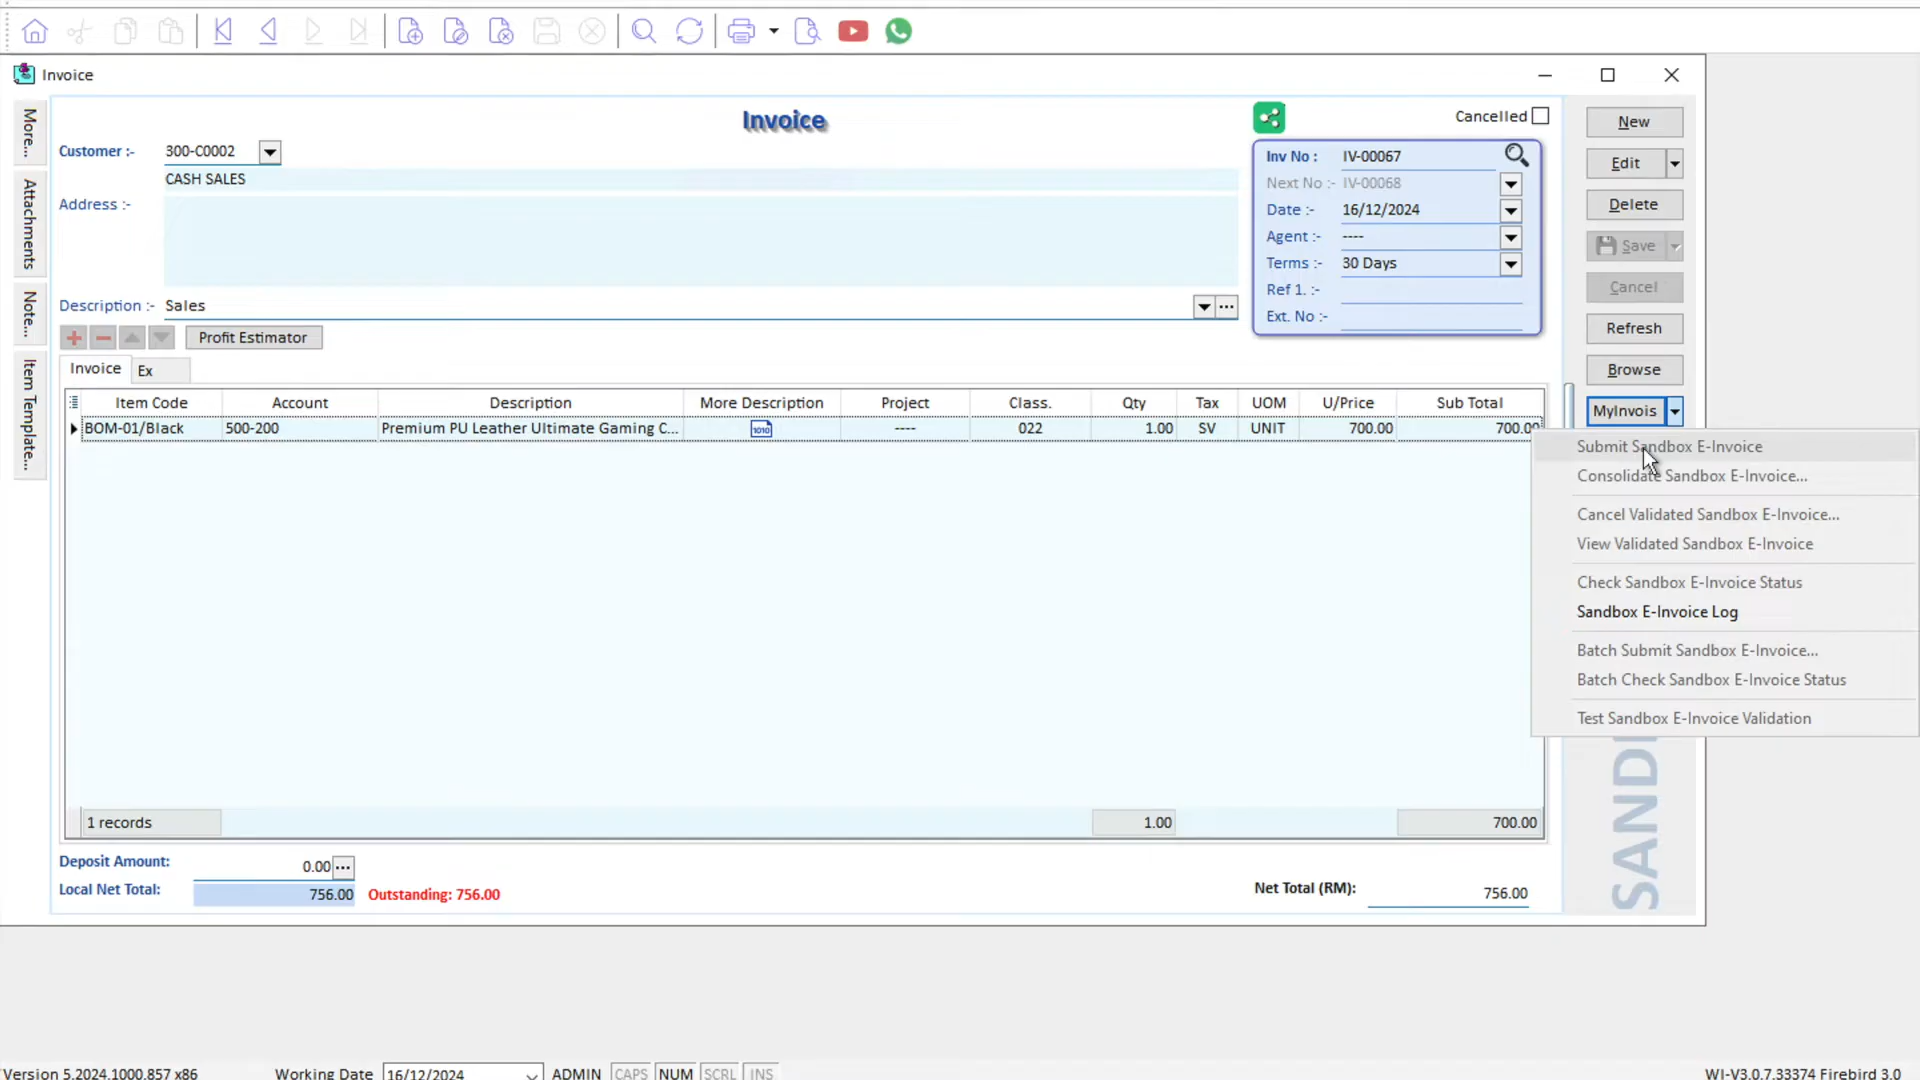 Invoice
More...
Attachments
Note...
Item Template...
Invoice
Cancelled
Customer :- 300-C0002
CASH SALES
Address :-
Description :- Sales
Inv No : IV-00067
Next No :- IV-00068
Date :- 16/12/2024
Agent :- ----
Terms :- 30 Days
Ref 1. :-
Ext. No :-
Profit Estimator
Invoice Ex
Item Code Account Description More Description Project Class. Qty Tax UOM U/Price Sub Total
BOM-01/Black 500-200 Premium PU Leather Ultimate Gaming C... 1010 ---- 022 1.00 SV UNIT 700.00 700.00
1 records 1.00 700.00
Deposit Amount: 0.00
Local Net Total: 756.00 Outstanding: 756.00
Net Total (RM): 756.00
New
Edit
Delete
Save
Cancel
Refresh
Browse
MyInvois
Submit Sandbox E-Invoice
Consolidate Sandbox E-Invoice...
Cancel Validated Sandbox E-Invoice...
View Validated Sandbox E-Invoice
Check Sandbox E-Invoice Status
Sandbox E-Invoice Log
Batch Submit Sandbox E-Invoice...
Batch Check Sandbox E-Invoice Status
Test Sandbox E-Invoice Validation
SAND
Version 5.2024.1000.857 x86 Working Date 16/12/2024 ADMIN CAPS NUM SCRL INS WI-V3.0.7.33374 Firebird 3.0